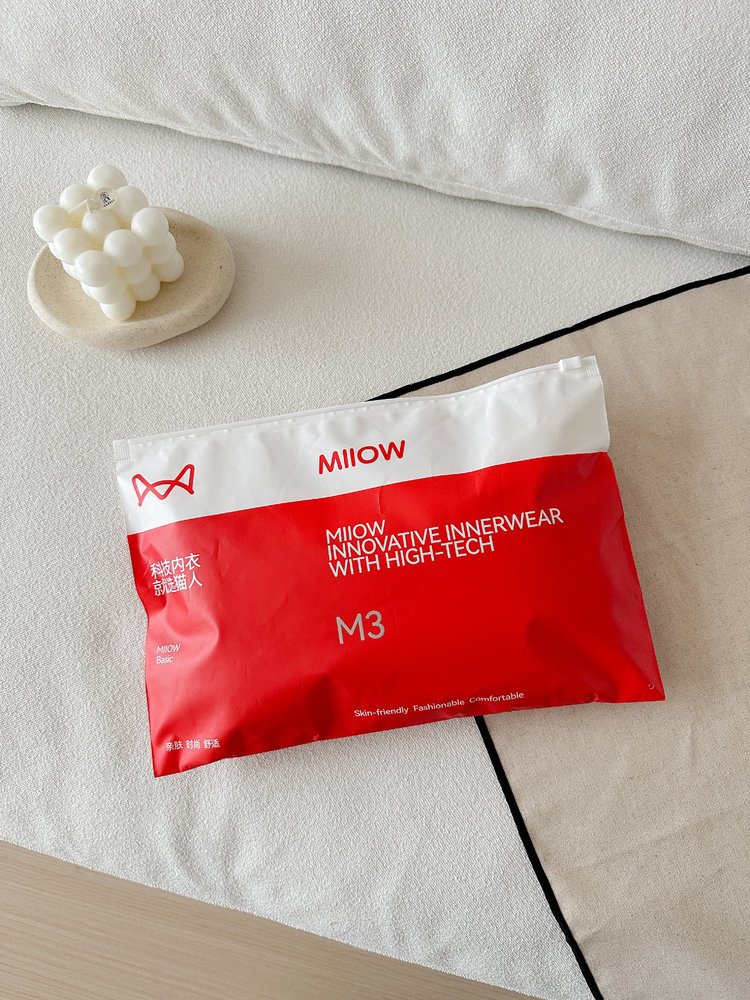 MIIOW
MIIOW
INNOVATIVE INNERWEAR
WITH HIGH-TECH
科技内衣
就选猫人
M3
MIIOW
Basic
Skin-friendly Fashionable Comfortable
亲肤 时尚 舒适